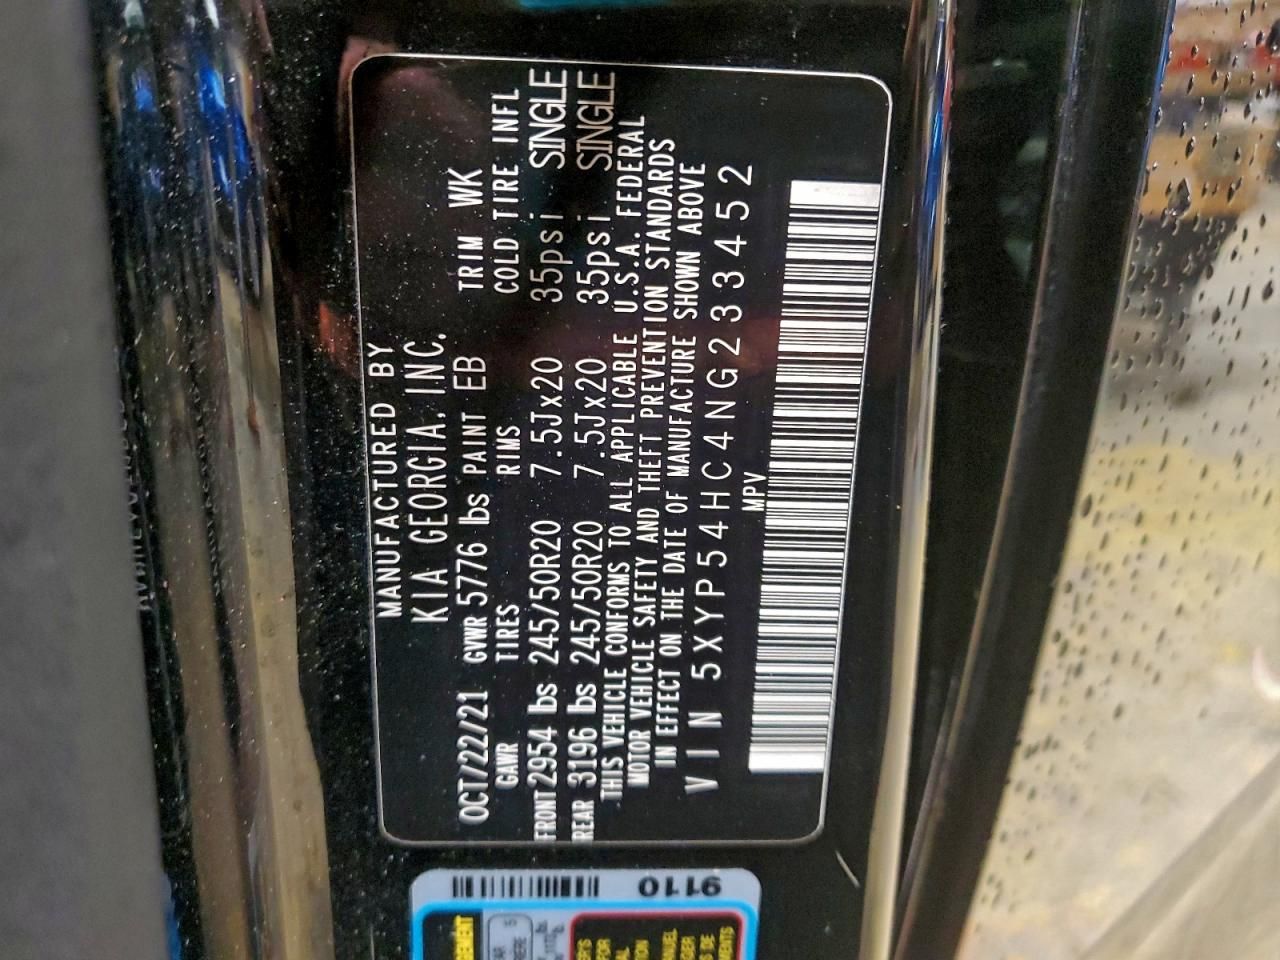 MANUFACTURED BY
KIA GEORGIA, INC.
OCT/22/21 GVWR 5776 lbs PAINT EB TRIM WK
GAWR TIRES RIMS COLD TIRE INFL
FRONT 2954 lbs 245/50R20 7.5Jx20 35psi SINGLE
REAR 3196 lbs 245/50R20 7.5Jx20 35psi SINGLE
THIS VEHICLE CONFORMS TO ALL APPLICABLE U.S.A. FEDERAL
MOTOR VEHICLE SAFETY AND THEFT PREVENTION STANDARDS
IN EFFECT ON THE DATE OF MANUFACTURE SHOWN ABOVE
VIN 5XYP54HC4NG233452
MPV
9110